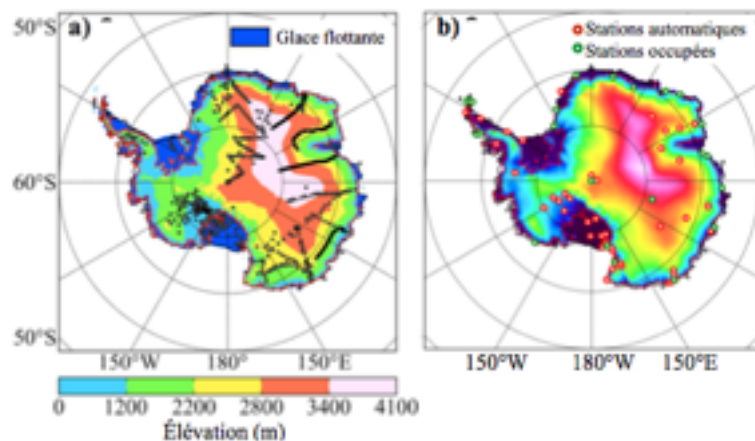 50°S
a)
Glace flottante
60°S
50°S
150°W 180° 150°E
0 1200 2200 2800 3400 4100
Élévation (m)
b)
Stations automatiques
Stations occupées
150°W 180°W 150°E